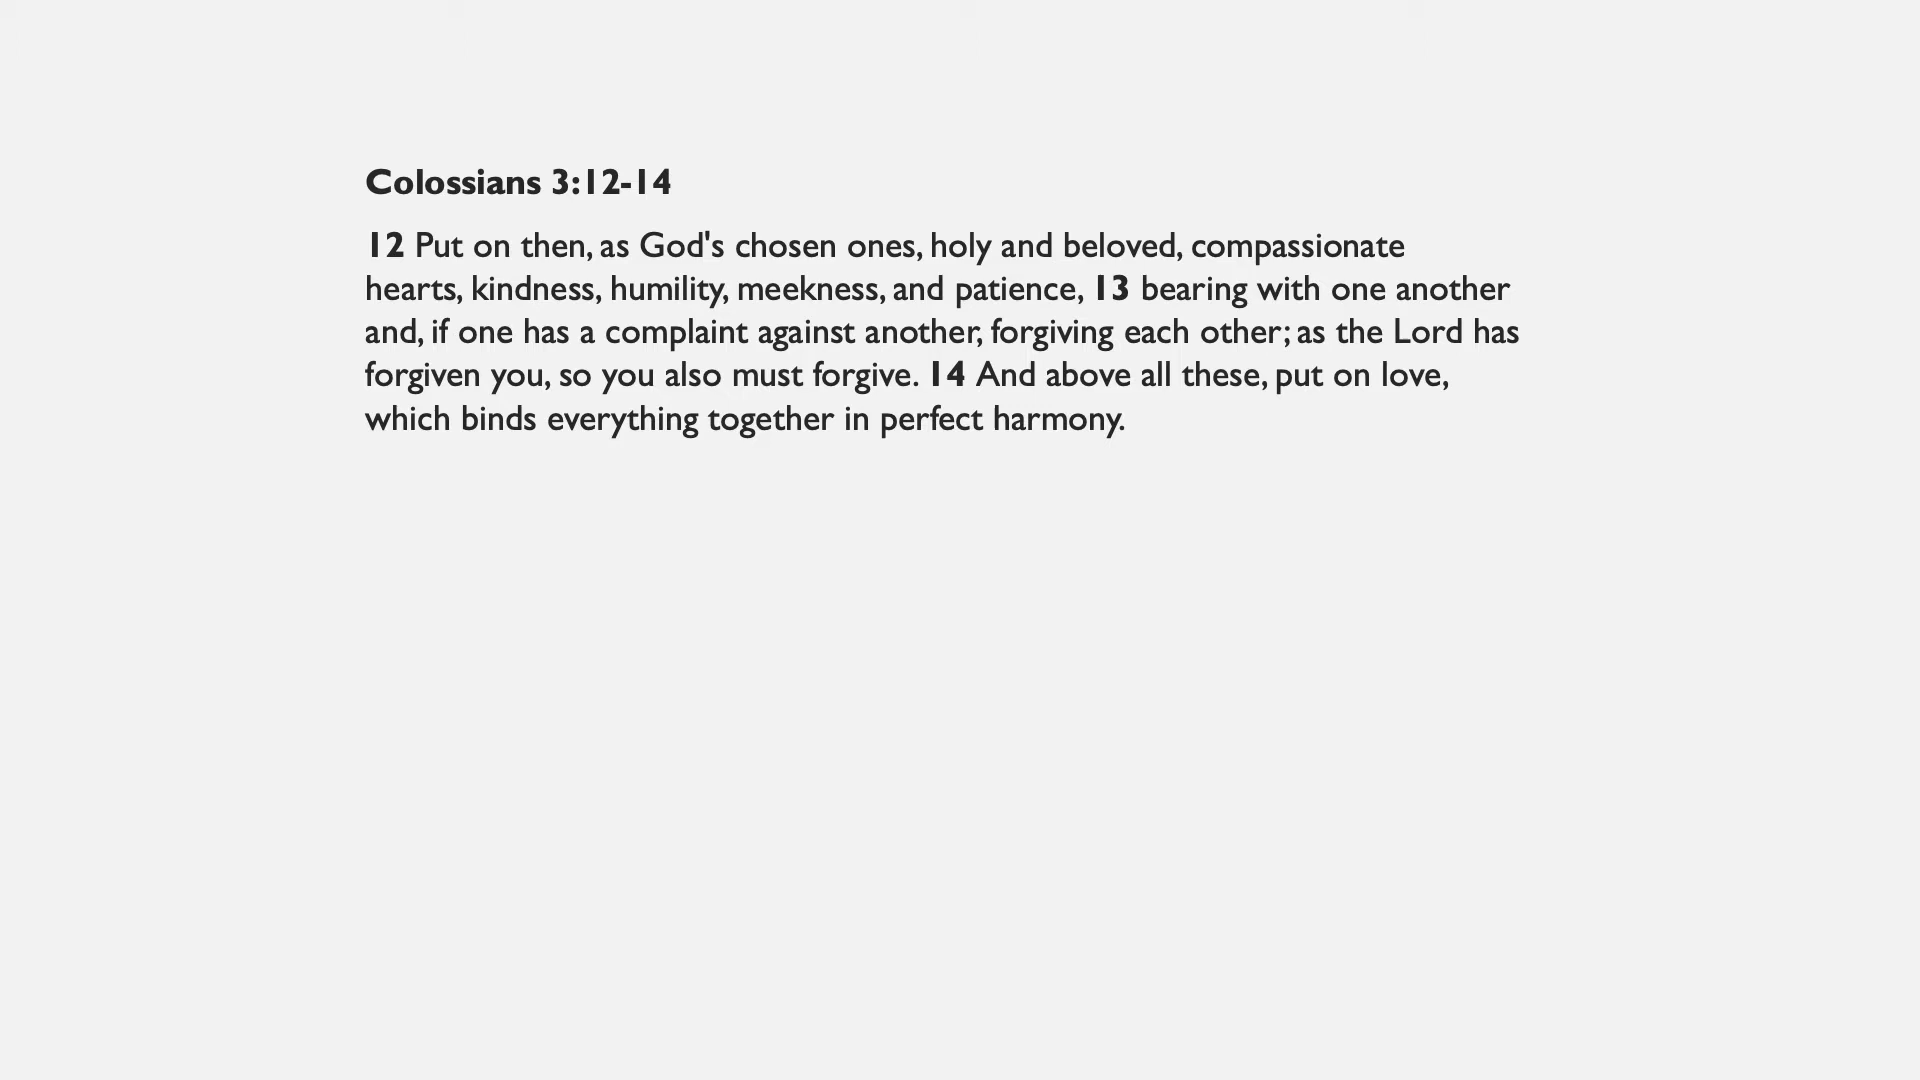 Colossians 3:12-14
12 Put on then, as God's chosen ones, holy and beloved, compassionate
hearts, kindness, humility, meekness, and patience, 13 bearing with one another
and, if one has a complaint against another, forgiving each other; as the Lord has
forgiven you, so you also must forgive. 14 And above all these, put on love,
which binds everything together in perfect harmony.